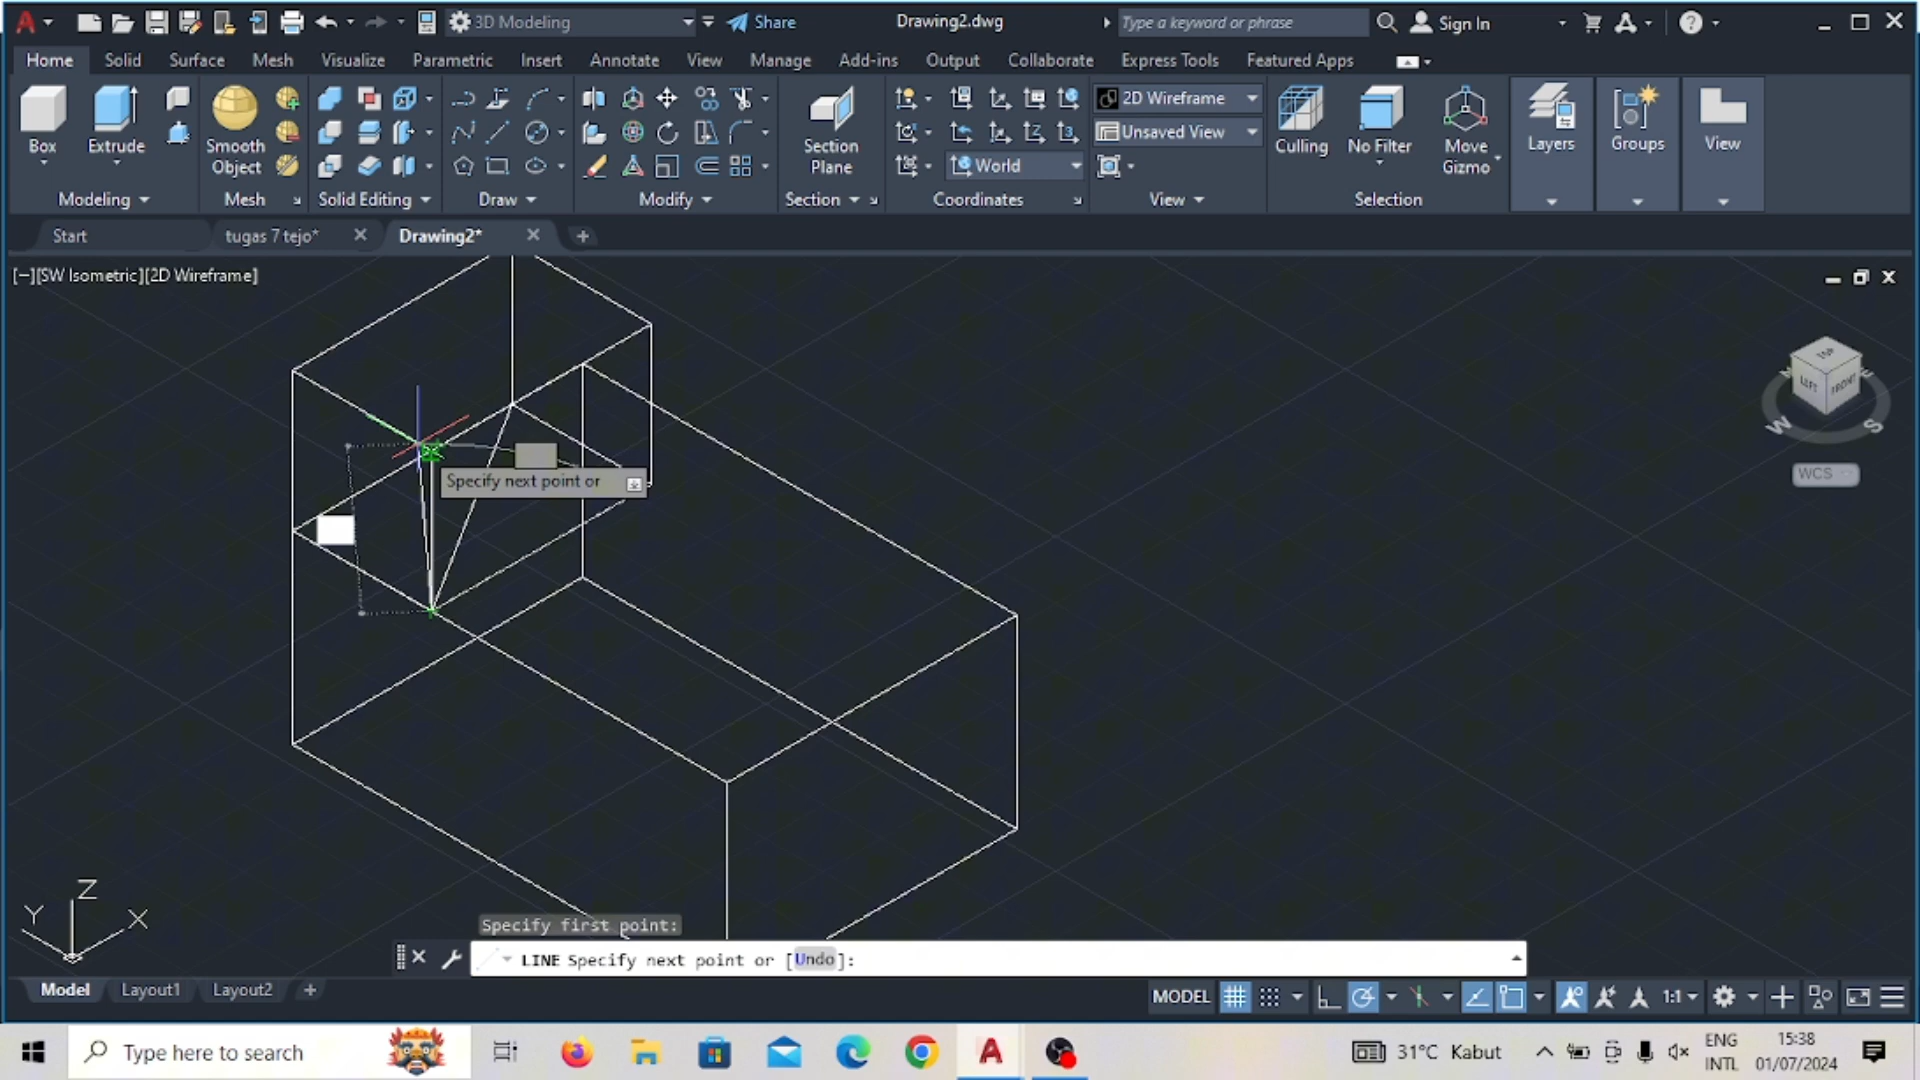 3D Modeling
Share
Drawing2.dwg
Type a keyword or phrase
Sign In
Home Solid Surface Mesh Visualize Parametric Insert Annotate View Manage Add-ins Output Collaborate Express Tools Featured Apps
Box
Extrude
Smooth
Object
Section
Plane
World
2D Wireframe
Unsaved View
Culling
No Filter
Move
Gizmo
Layers
Groups
View
Modeling
Mesh
Solid Editing
Draw
Modify
Section
Coordinates
View
Selection
Start
tugas 7 tejo*
Drawing2*
[−][SW Isometric][2D Wireframe]
TOP
LEFT
FRONT
W
S
WCS
Specify next point or
Z
Y
X
Specify first point:
LINE Specify next point or [Undo]:
Model Layout1 Layout2
MODEL
1:1
Type here to search
31°C Kabut
ENG
INTL
15:38
01/07/2024